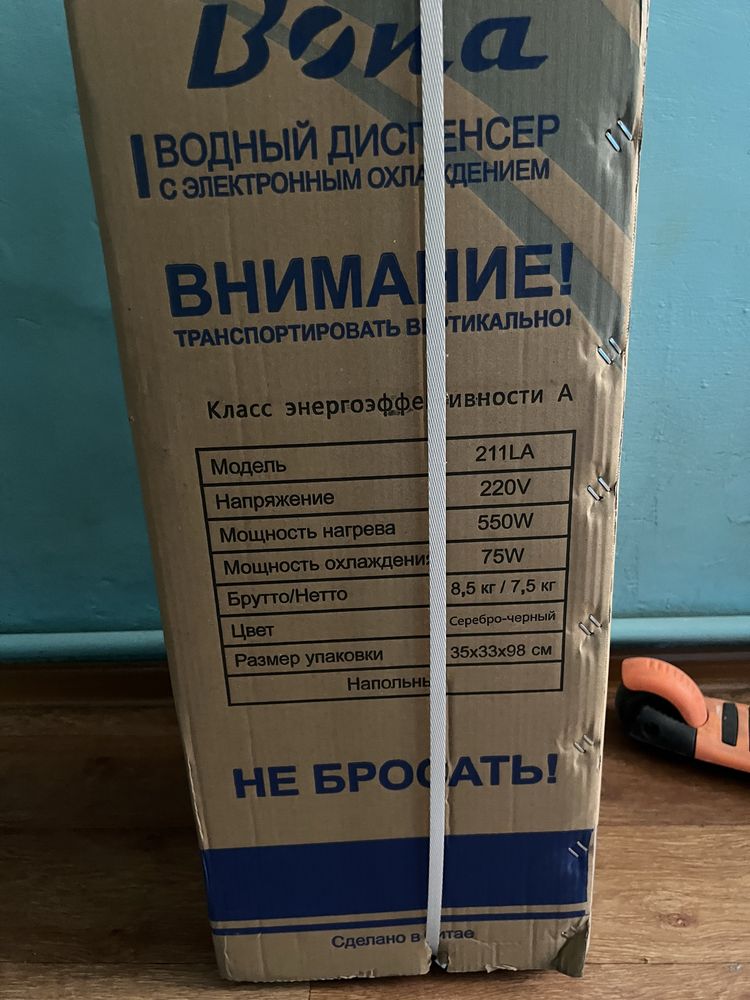 Bona
ВОДНЫЙ ДИСПЕНСЕР
С ЭЛЕКТРОННЫМ ОХЛАЖДЕНИЕМ
ВНИМАНИЕ!
ТРАНСПОРТИРОВАТЬ ВЕРТИКАЛЬНО!
Класс энергоэффективности А
Модель 211LA
Напряжение 220V
Мощность нагрева 550W
Мощность охлаждения 75W
Брутто/Нетто 8,5 кг / 7,5 кг
Цвет Серебро-черный
Размер упаковки 35х33х98 см
Напольный
НЕ БРОСАТЬ!
Сделано в Китае